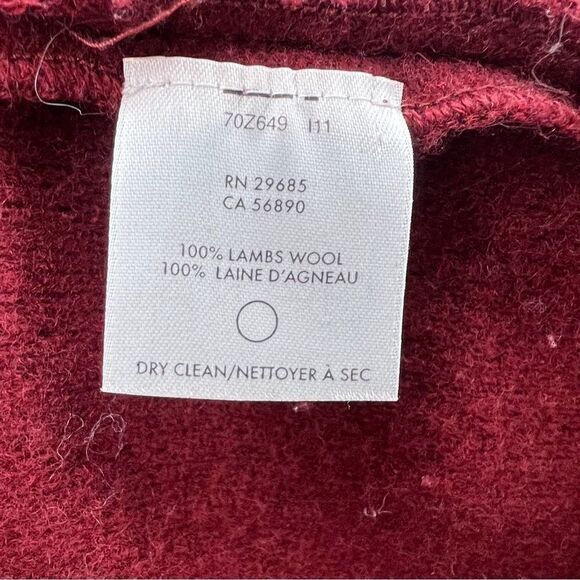 70Z649 I11
RN 29685
CA 56890
100% LAMBS WOOL
100% LAINE D'AGNEAU
DRY CLEAN/NETTOYER À SEC